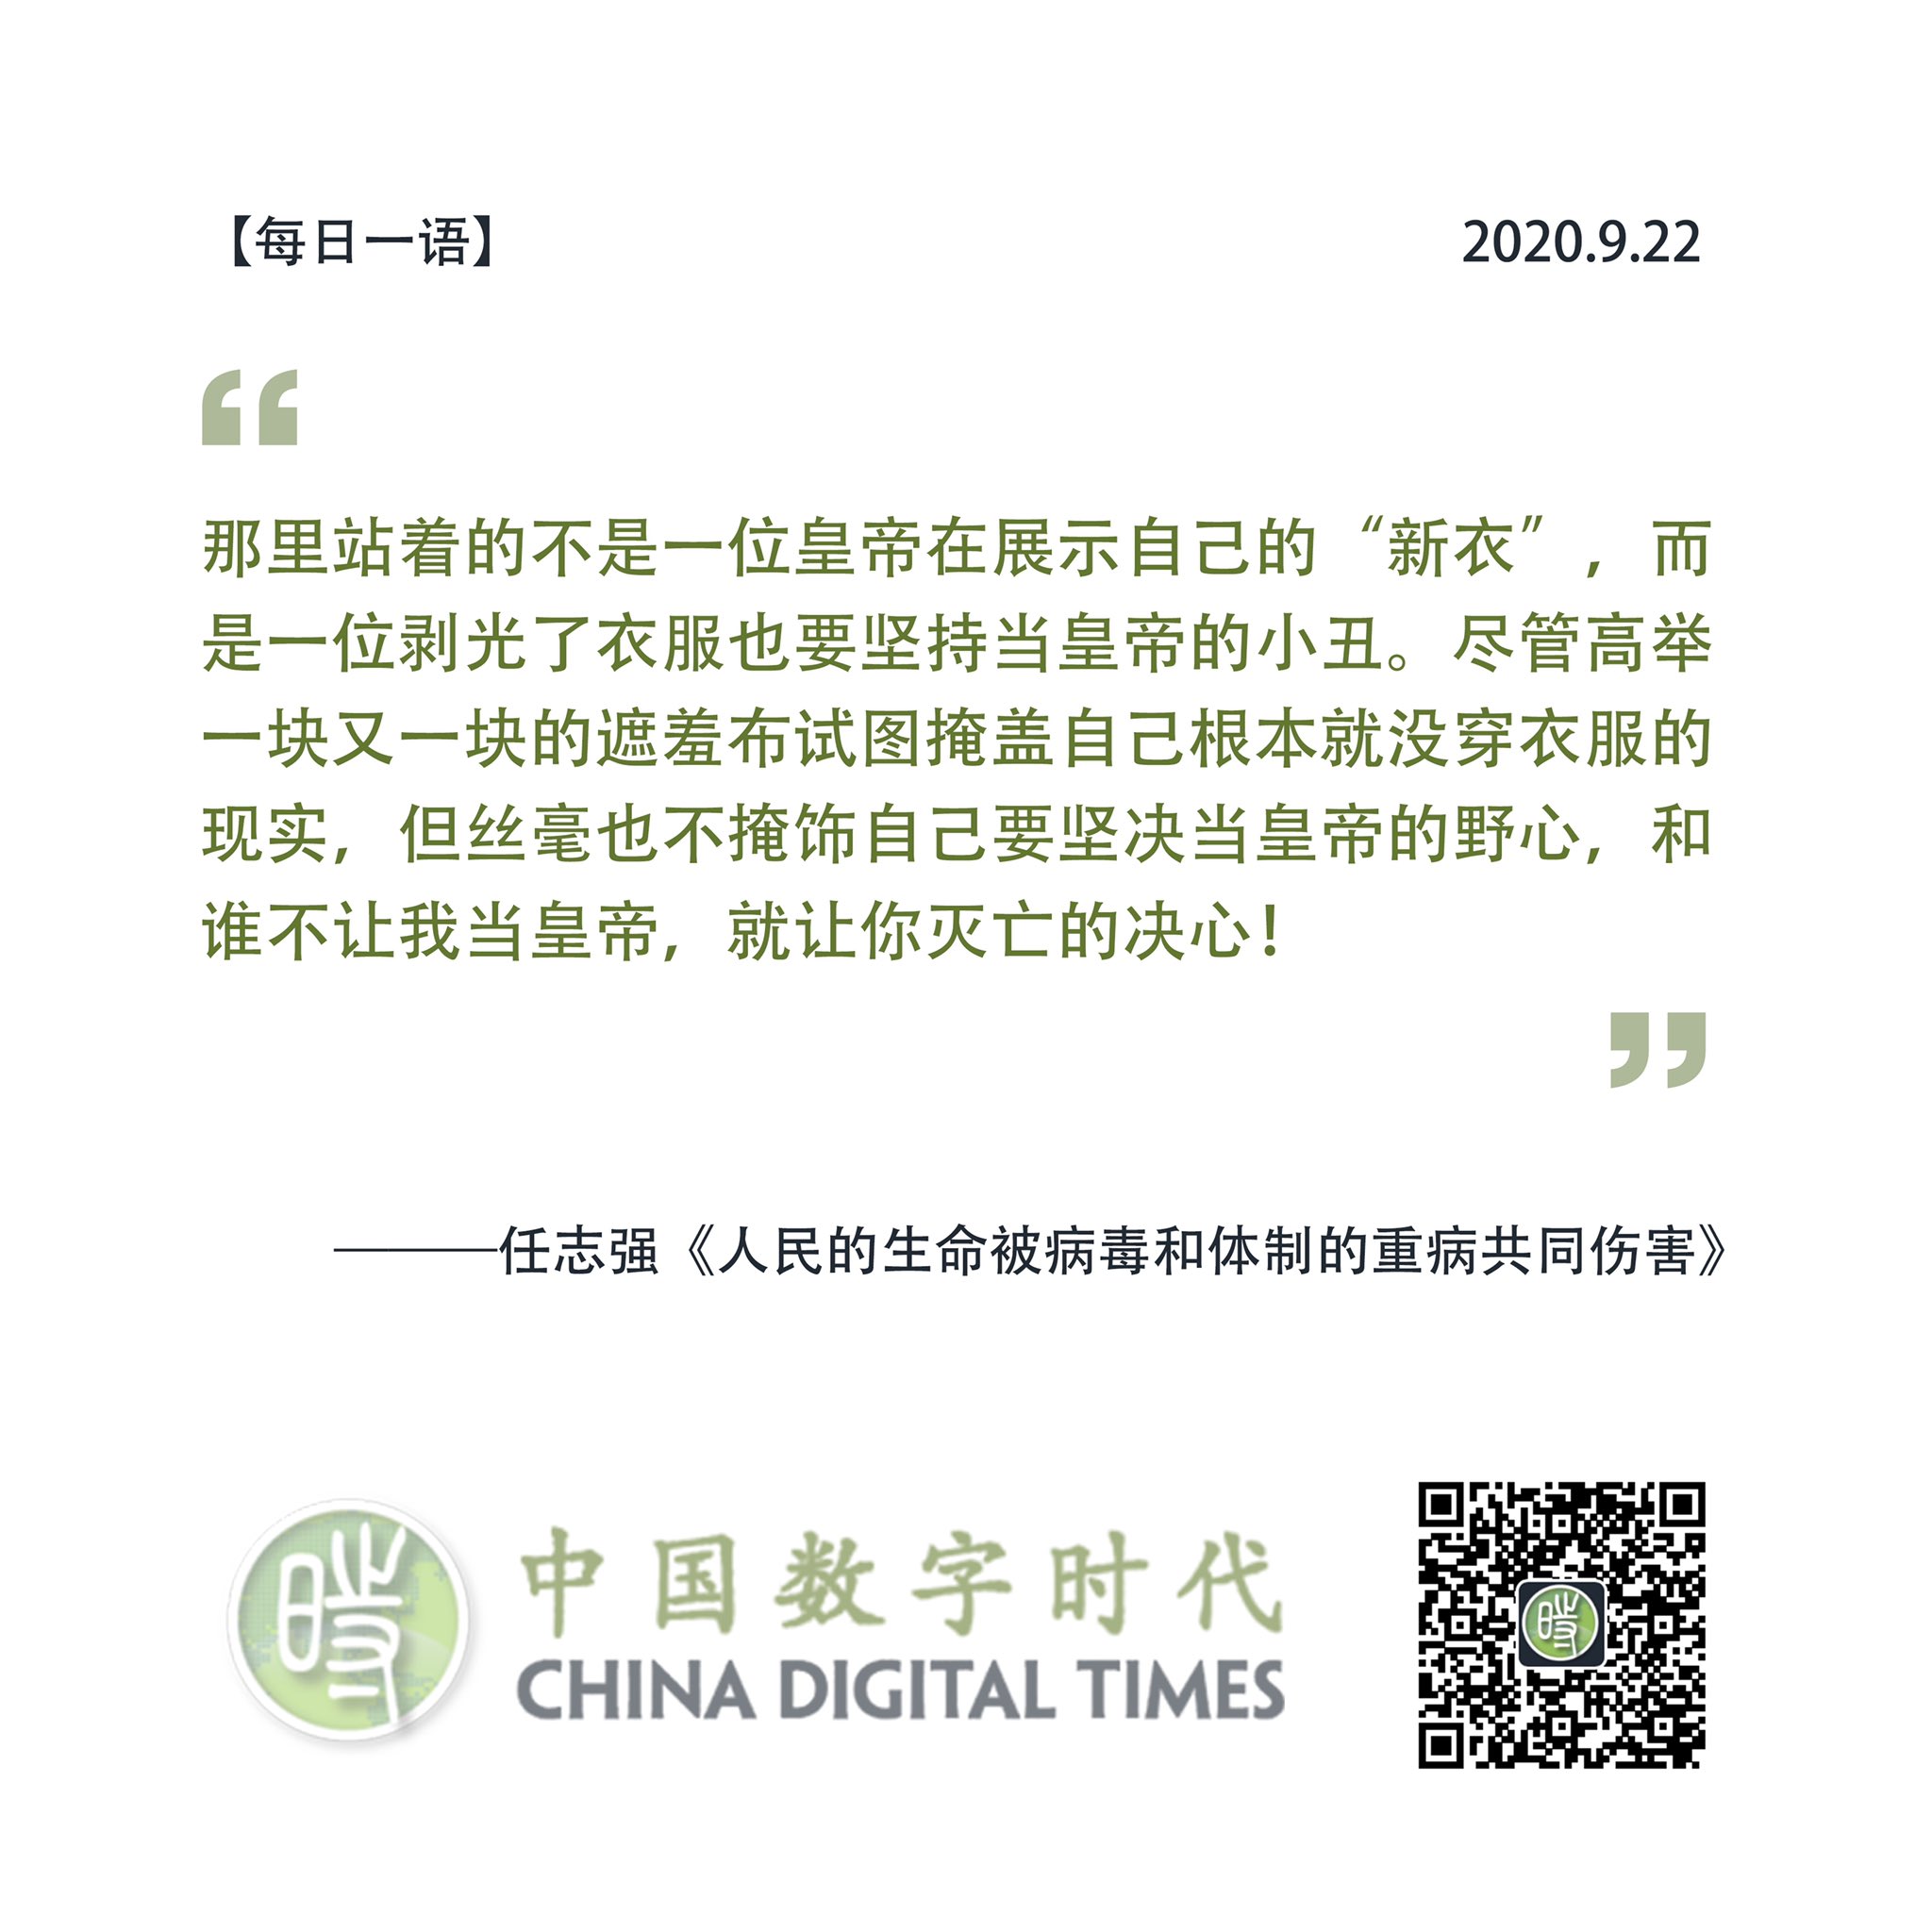 【每日一语】
2020.9.22
“
那里站着的不是一位皇帝在展示自己的“新衣”，而
是一位剥光了衣服也要坚持当皇帝的小丑。尽管高举
一块又一块的遮羞布试图掩盖自己根本就没穿衣服的
现实，但丝毫也不掩饰自己要坚决当皇帝的野心，和
谁不让我当皇帝，就让你灭亡的决心！
”
———任志强《人民的生命被病毒和体制的重病共同伤害》
时
中国数字时代
CHINA DIGITAL TIMES
时